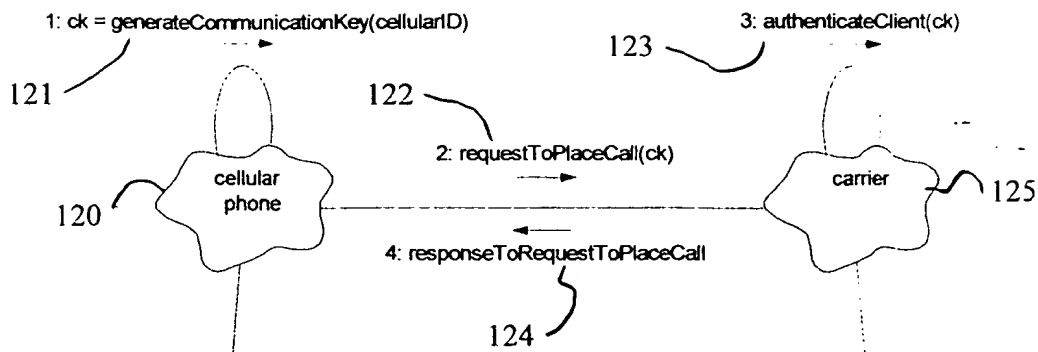 1: ck = generateCommunicationKey(cellularID)
3: authenticateClient(ck)
123
121
122
2: requestToPlaceCall(ck)
cellular
phone
carrier
120
125
4: responseToRequestToPlaceCall
124